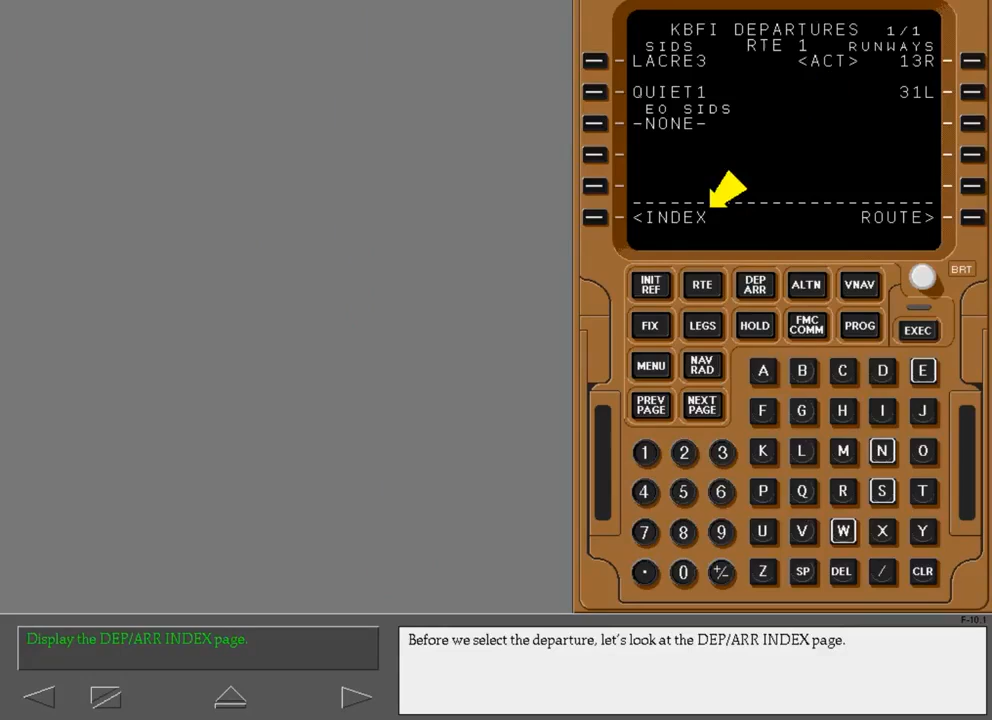 KBFI DEPARTURES 1/1
SIDS RTE 1 RUNWAYS
LACRE3 <ACT> 13R
QUIET1 31L
EO SIDS
-NONE-
--------------------------------
<INDEX ROUTE>
BRT
INIT REF RTE DEP ARR ALTN VNAV
FIX LEGS HOLD FMC COMM PROG EXEC
MENU NAV RAD
PREV PAGE NEXT PAGE
A B C D E
F G H I J
1 2 3 K L M N O
4 5 6 P Q R S T
7 8 9 U V W X Y
. 0 +/- Z SP DEL / CLR
F-10.1
Display the DEP/ARR INDEX page.
Before we select the departure, let's look at the DEP/ARR INDEX page.